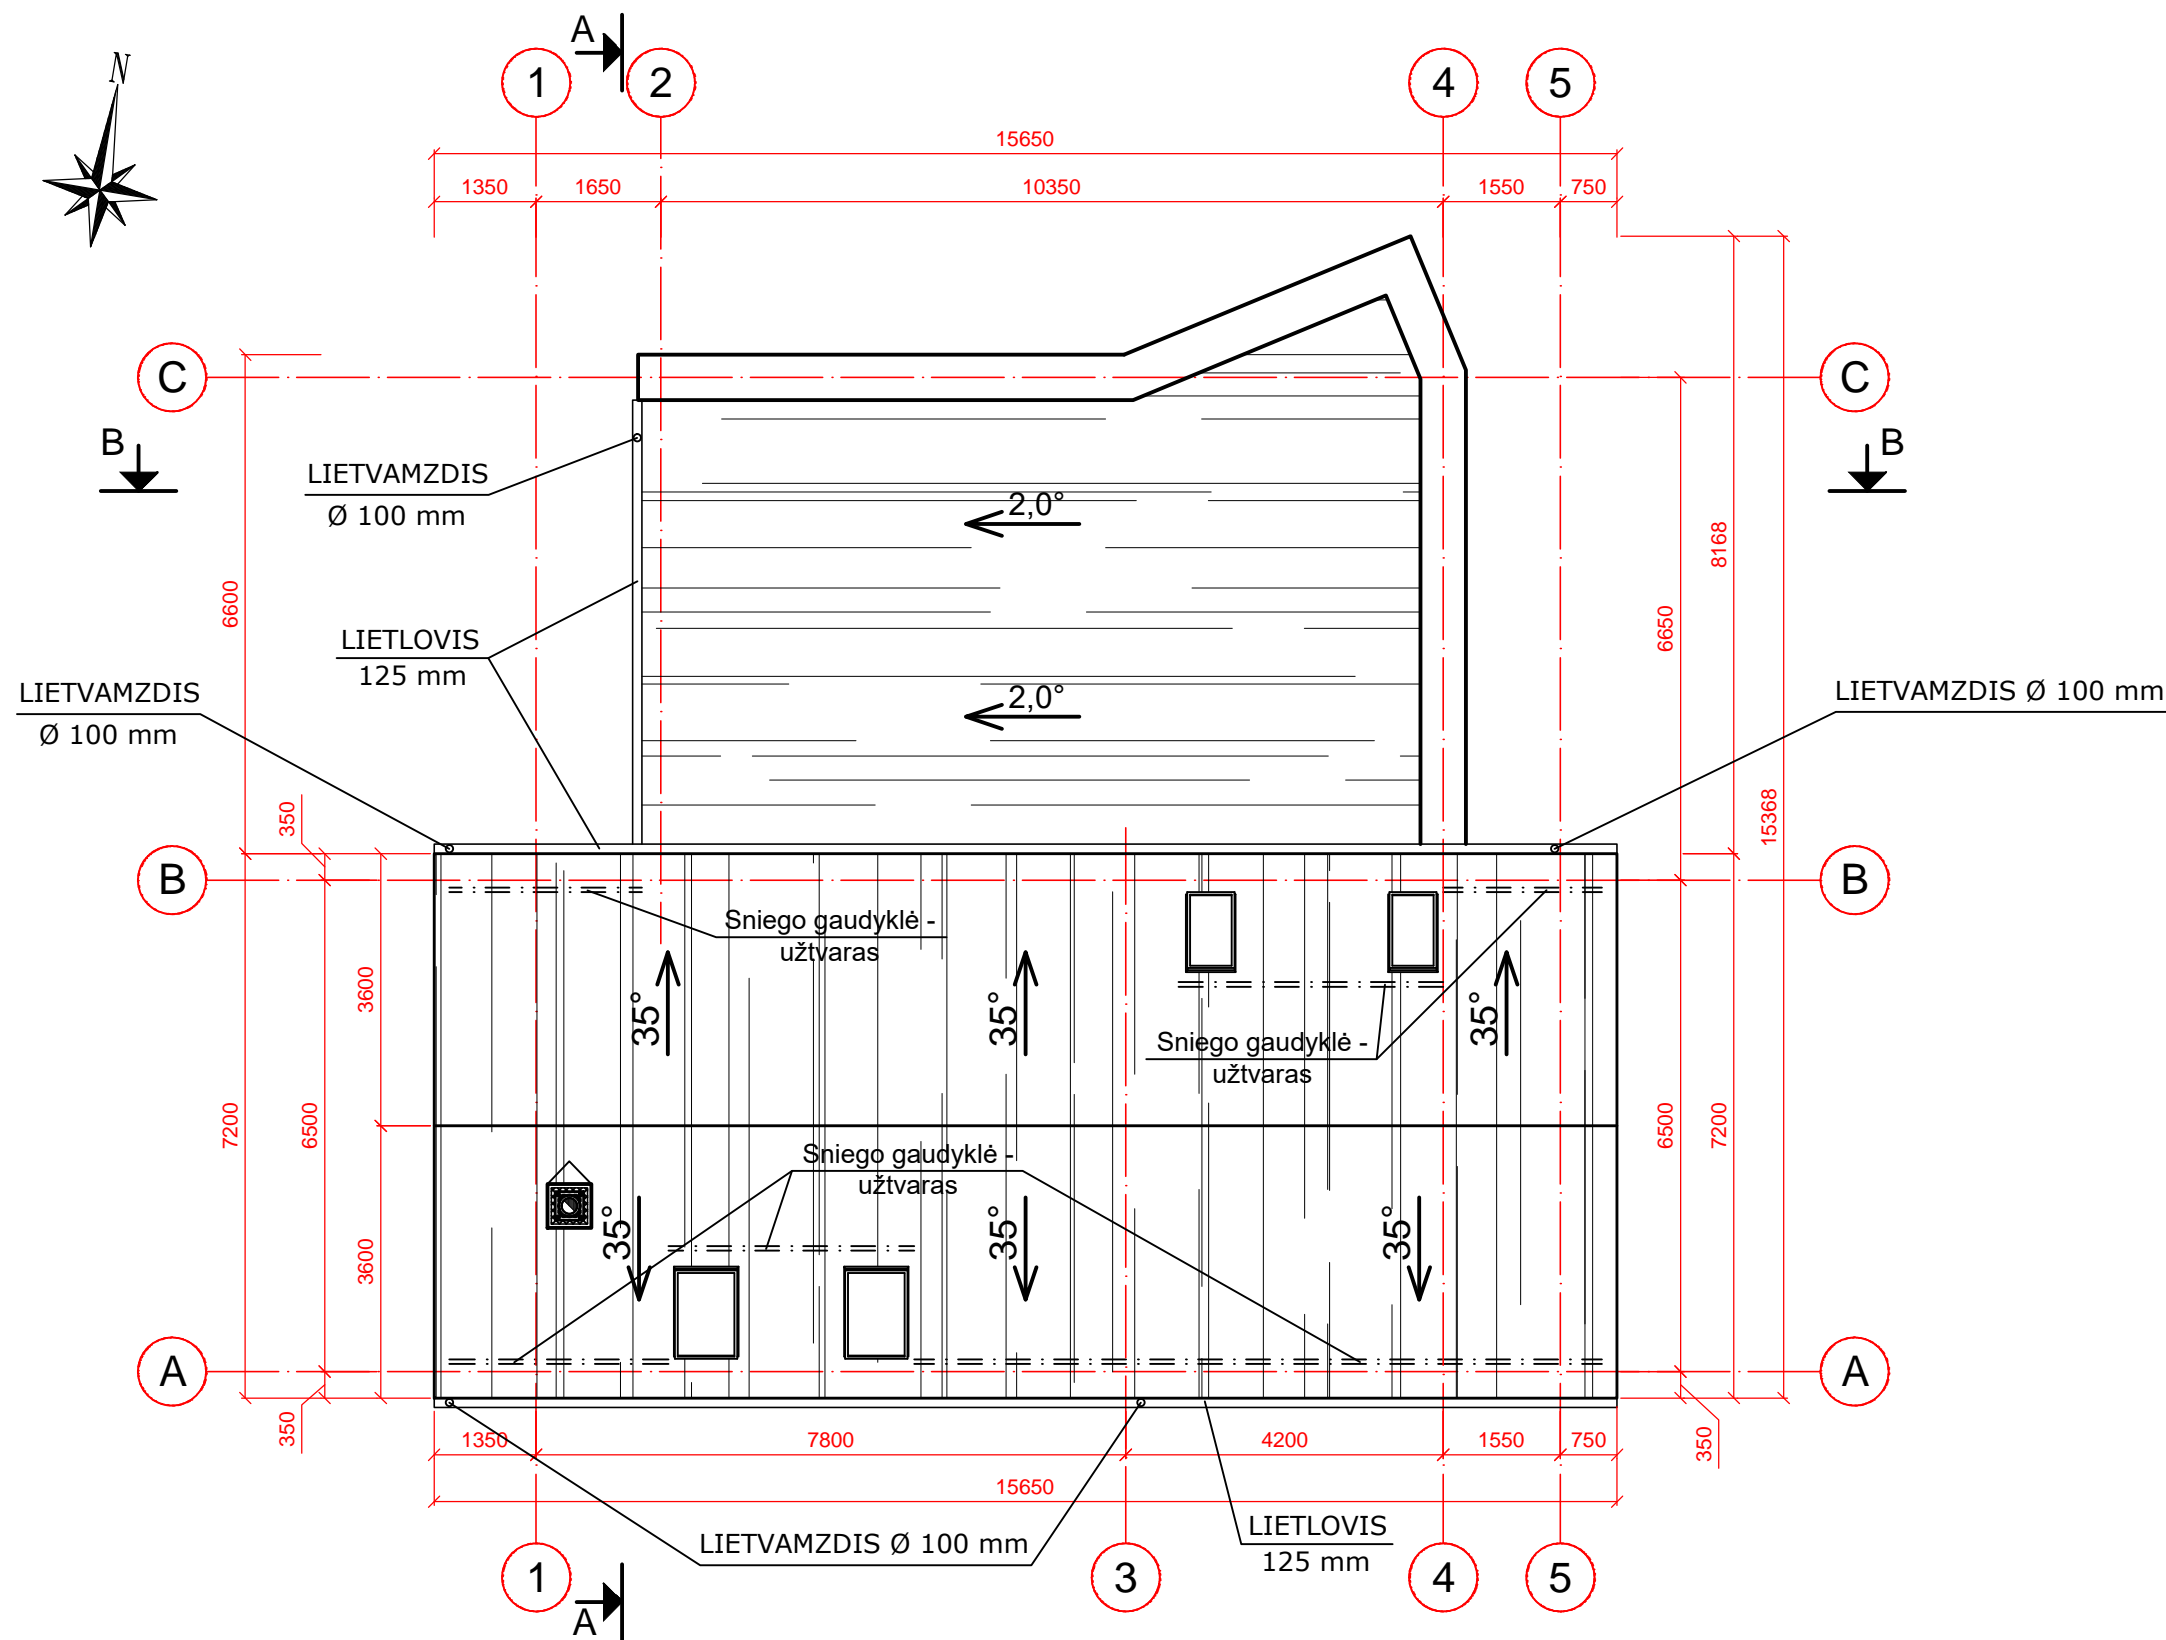 A
N
1
2
4
5
15650
1350
1650
10350
1550
750
C
C
B
B
LIETVAMZDIS
Ø 100 mm
2,0°
8168
6600
6650
LIETLOVIS
125 mm
LIETVAMZDIS
Ø 100 mm
2,0°
LIETVAMZDIS Ø 100 mm
350
15368
B
B
Sniego gaudyklė -
užtvaras
3600
35°
35°
35°
Sniego gaudyklė -
užtvaras
7200
6500
6500
7200
Sniego gaudyklė -
užtvaras
3600
35°
35°
35°
A
A
350
350
1350
7800
4200
1550
750
15650
LIETVAMZDIS Ø 100 mm
LIETLOVIS
125 mm
1
3
4
5
A